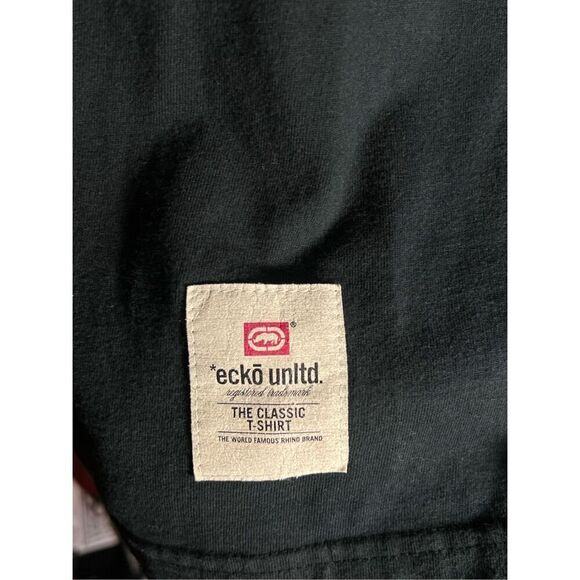 ®
*eckō unltd.
registered trademark
THE CLASSIC
T-SHIRT
THE WORLD FAMOUS RHINO BRAND